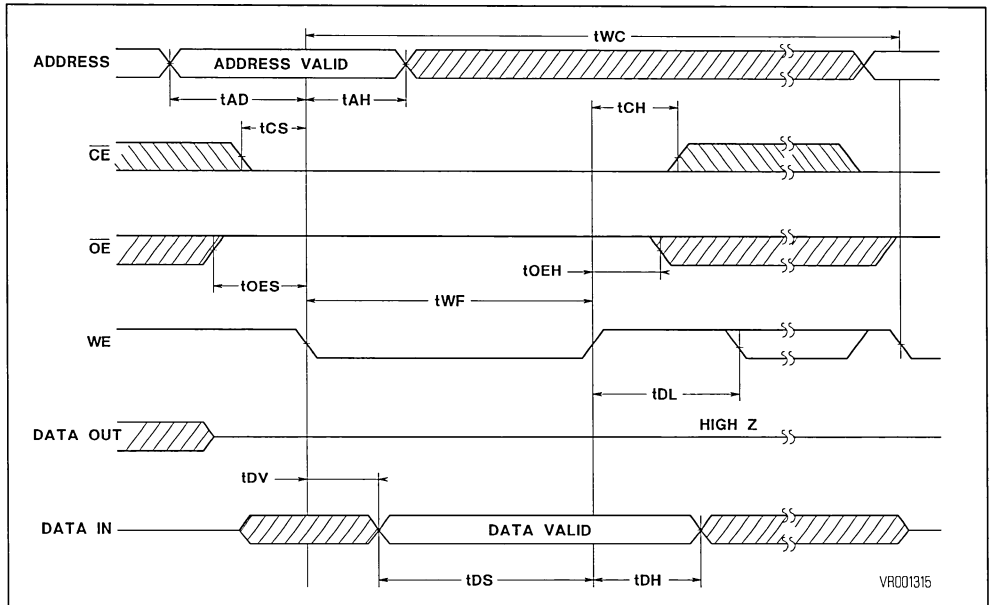 tWC
ADDRESS
ADDRESS VALID
tAD
tAH
tCS
tCH
CE
OE
tOES
tOEH
tWF
WE
tDL
DATA OUT
HIGH Z
tDV
DATA IN
DATA VALID
tDS
tDH
VR001315